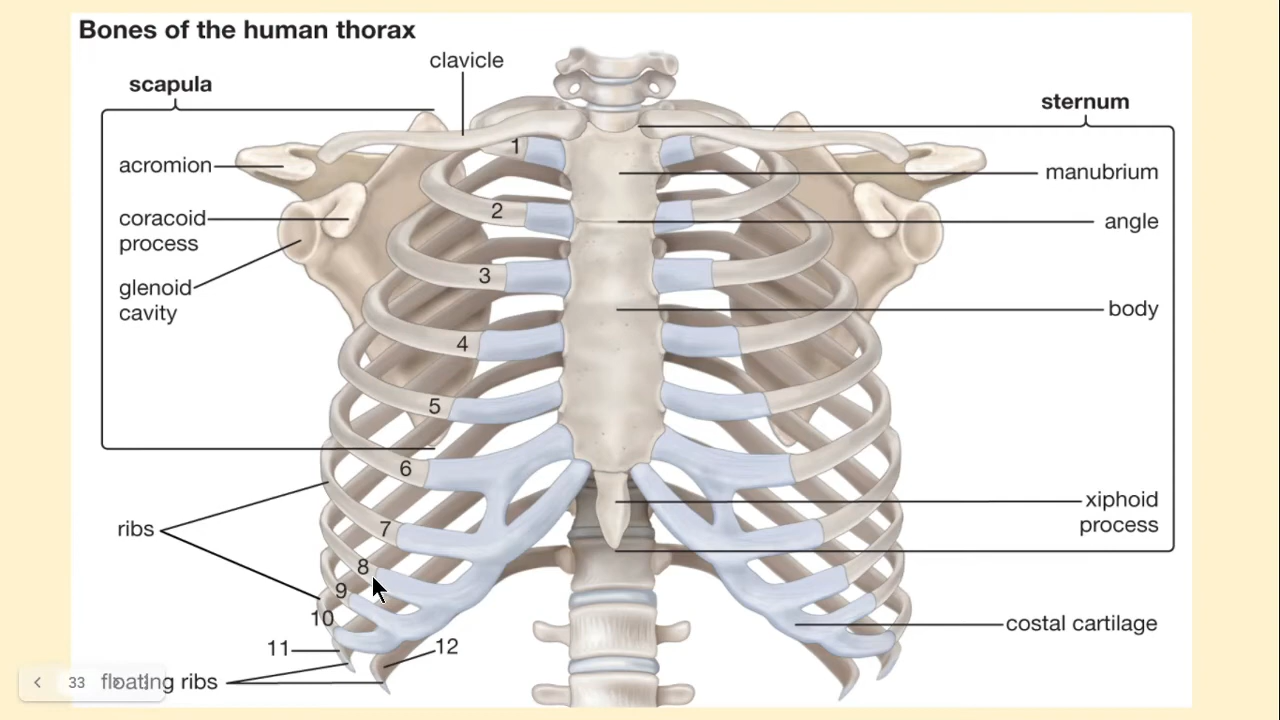 Bones of the human thorax
clavicle
scapula
sternum
acromion
manubrium
coracoid
process
angle
glenoid
cavity
body
1
2
3
4
5
6
7
8
9
10
11
12
ribs
xiphoid
process
costal cartilage
floating ribs
33